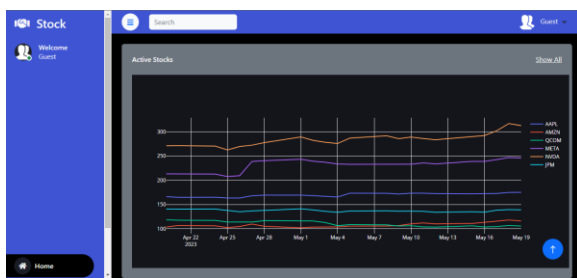 Stock
Search
Guest
Welcome
Guest
Active Stocks
Show All
300
250
200
150
100
Apr 22
2023
Apr 25
Apr 28
May 1
May 4
May 7
May 10
May 13
May 16
May 19
AAPL
AMZN
QCOM
META
NVDA
JPM
Home